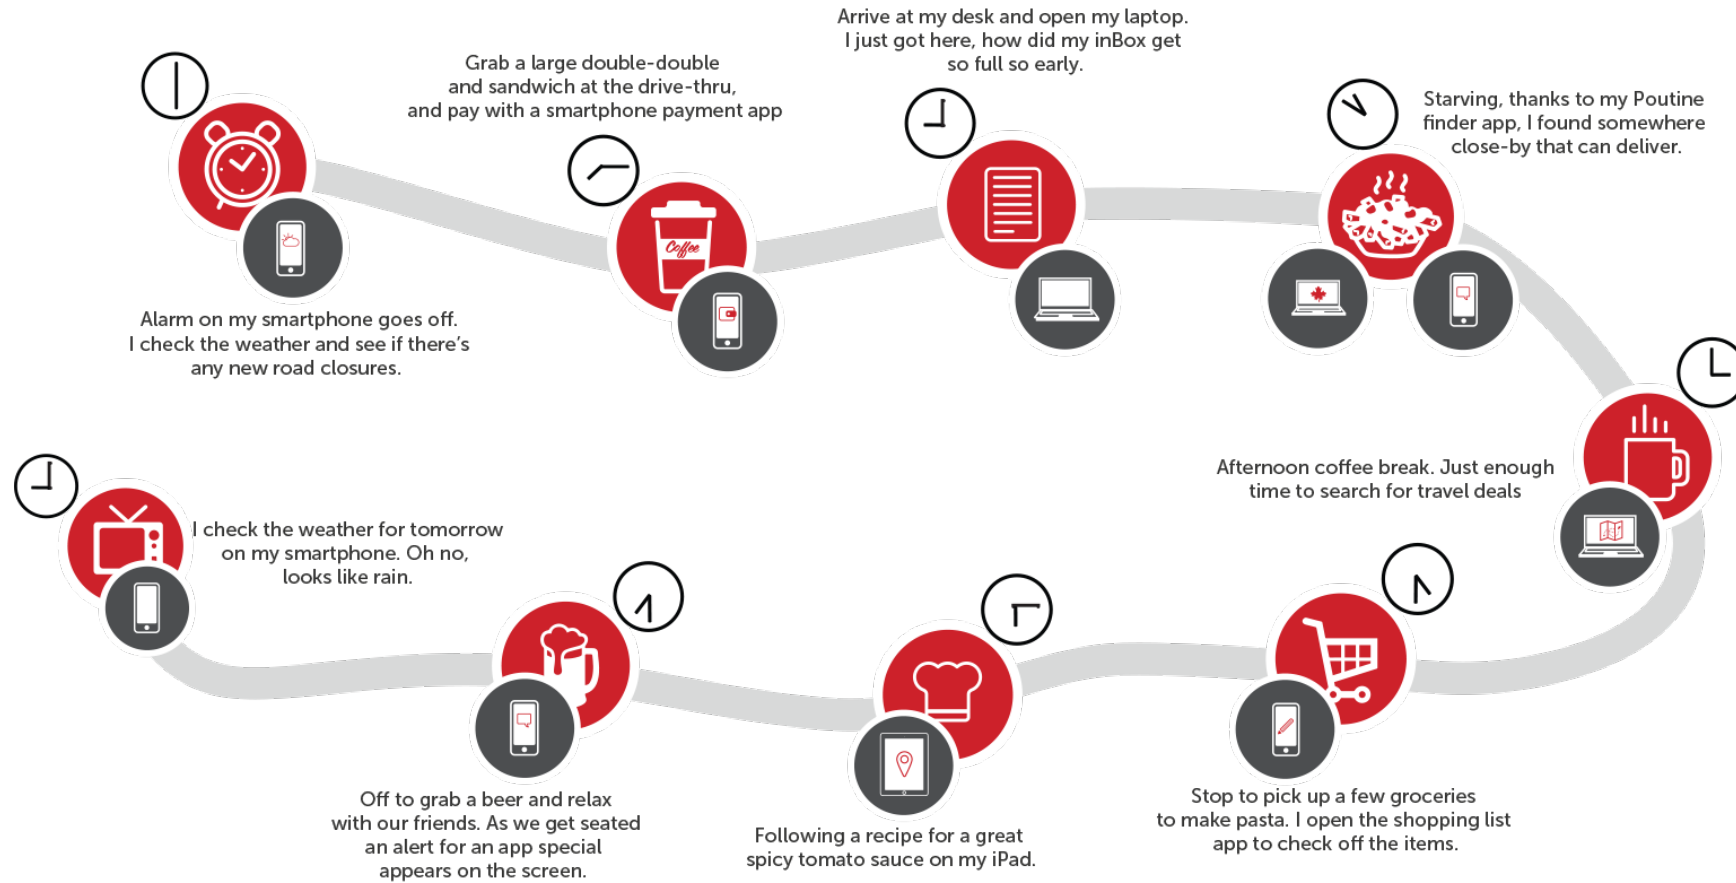 Alarm on my smartphone goes off.
I check the weather and see if there's
any new road closures.
Grab a large double-double
and sandwich at the drive-thru,
and pay with a smartphone payment app
Coffee
Arrive at my desk and open my laptop.
I just got here, how did my inBox get
so full so early.
Starving, thanks to my Poutine
finder app, I found somewhere
close-by that can deliver.
Afternoon coffee break. Just enough
time to search for travel deals
Stop to pick up a few groceries
to make pasta. I open the shopping list
app to check off the items.
Following a recipe for a great
spicy tomato sauce on my iPad.
Off to grab a beer and relax
with our friends. As we get seated
an alert for an app special
appears on the screen.
I check the weather for tomorrow
on my smartphone. Oh no,
looks like rain.